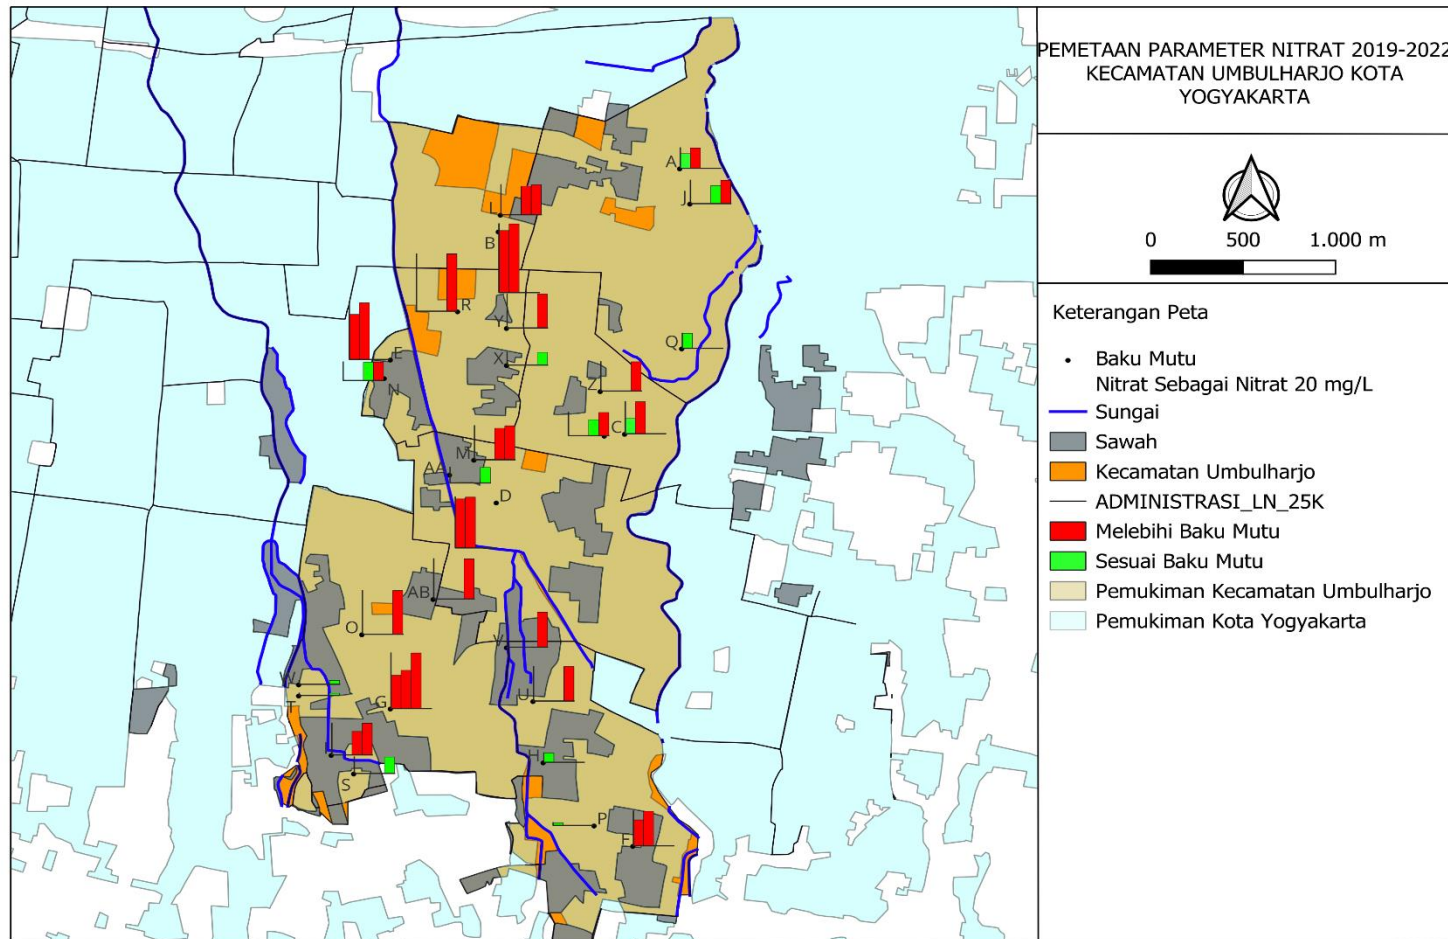 PEMETAAN PARAMETER NITRAT 2019-2022
KECAMATAN UMBULHARJO KOTA
YOGYAKARTA
0 500 1.000 m
Keterangan Peta
Baku Mutu
Nitrat Sebagai Nitrat 20 mg/L
Sungai
Sawah
Kecamatan Umbulharjo
ADMINISTRASI_LN_25K
Melebihi Baku Mutu
Sesuai Baku Mutu
Pemukiman Kecamatan Umbulharjo
Pemukiman Kota Yogyakarta
A
J
L
B
R
Y
E
X
Q
N
Z
C
M
AA
D
AB
O
V
W
T
G
U
H
S
P
F